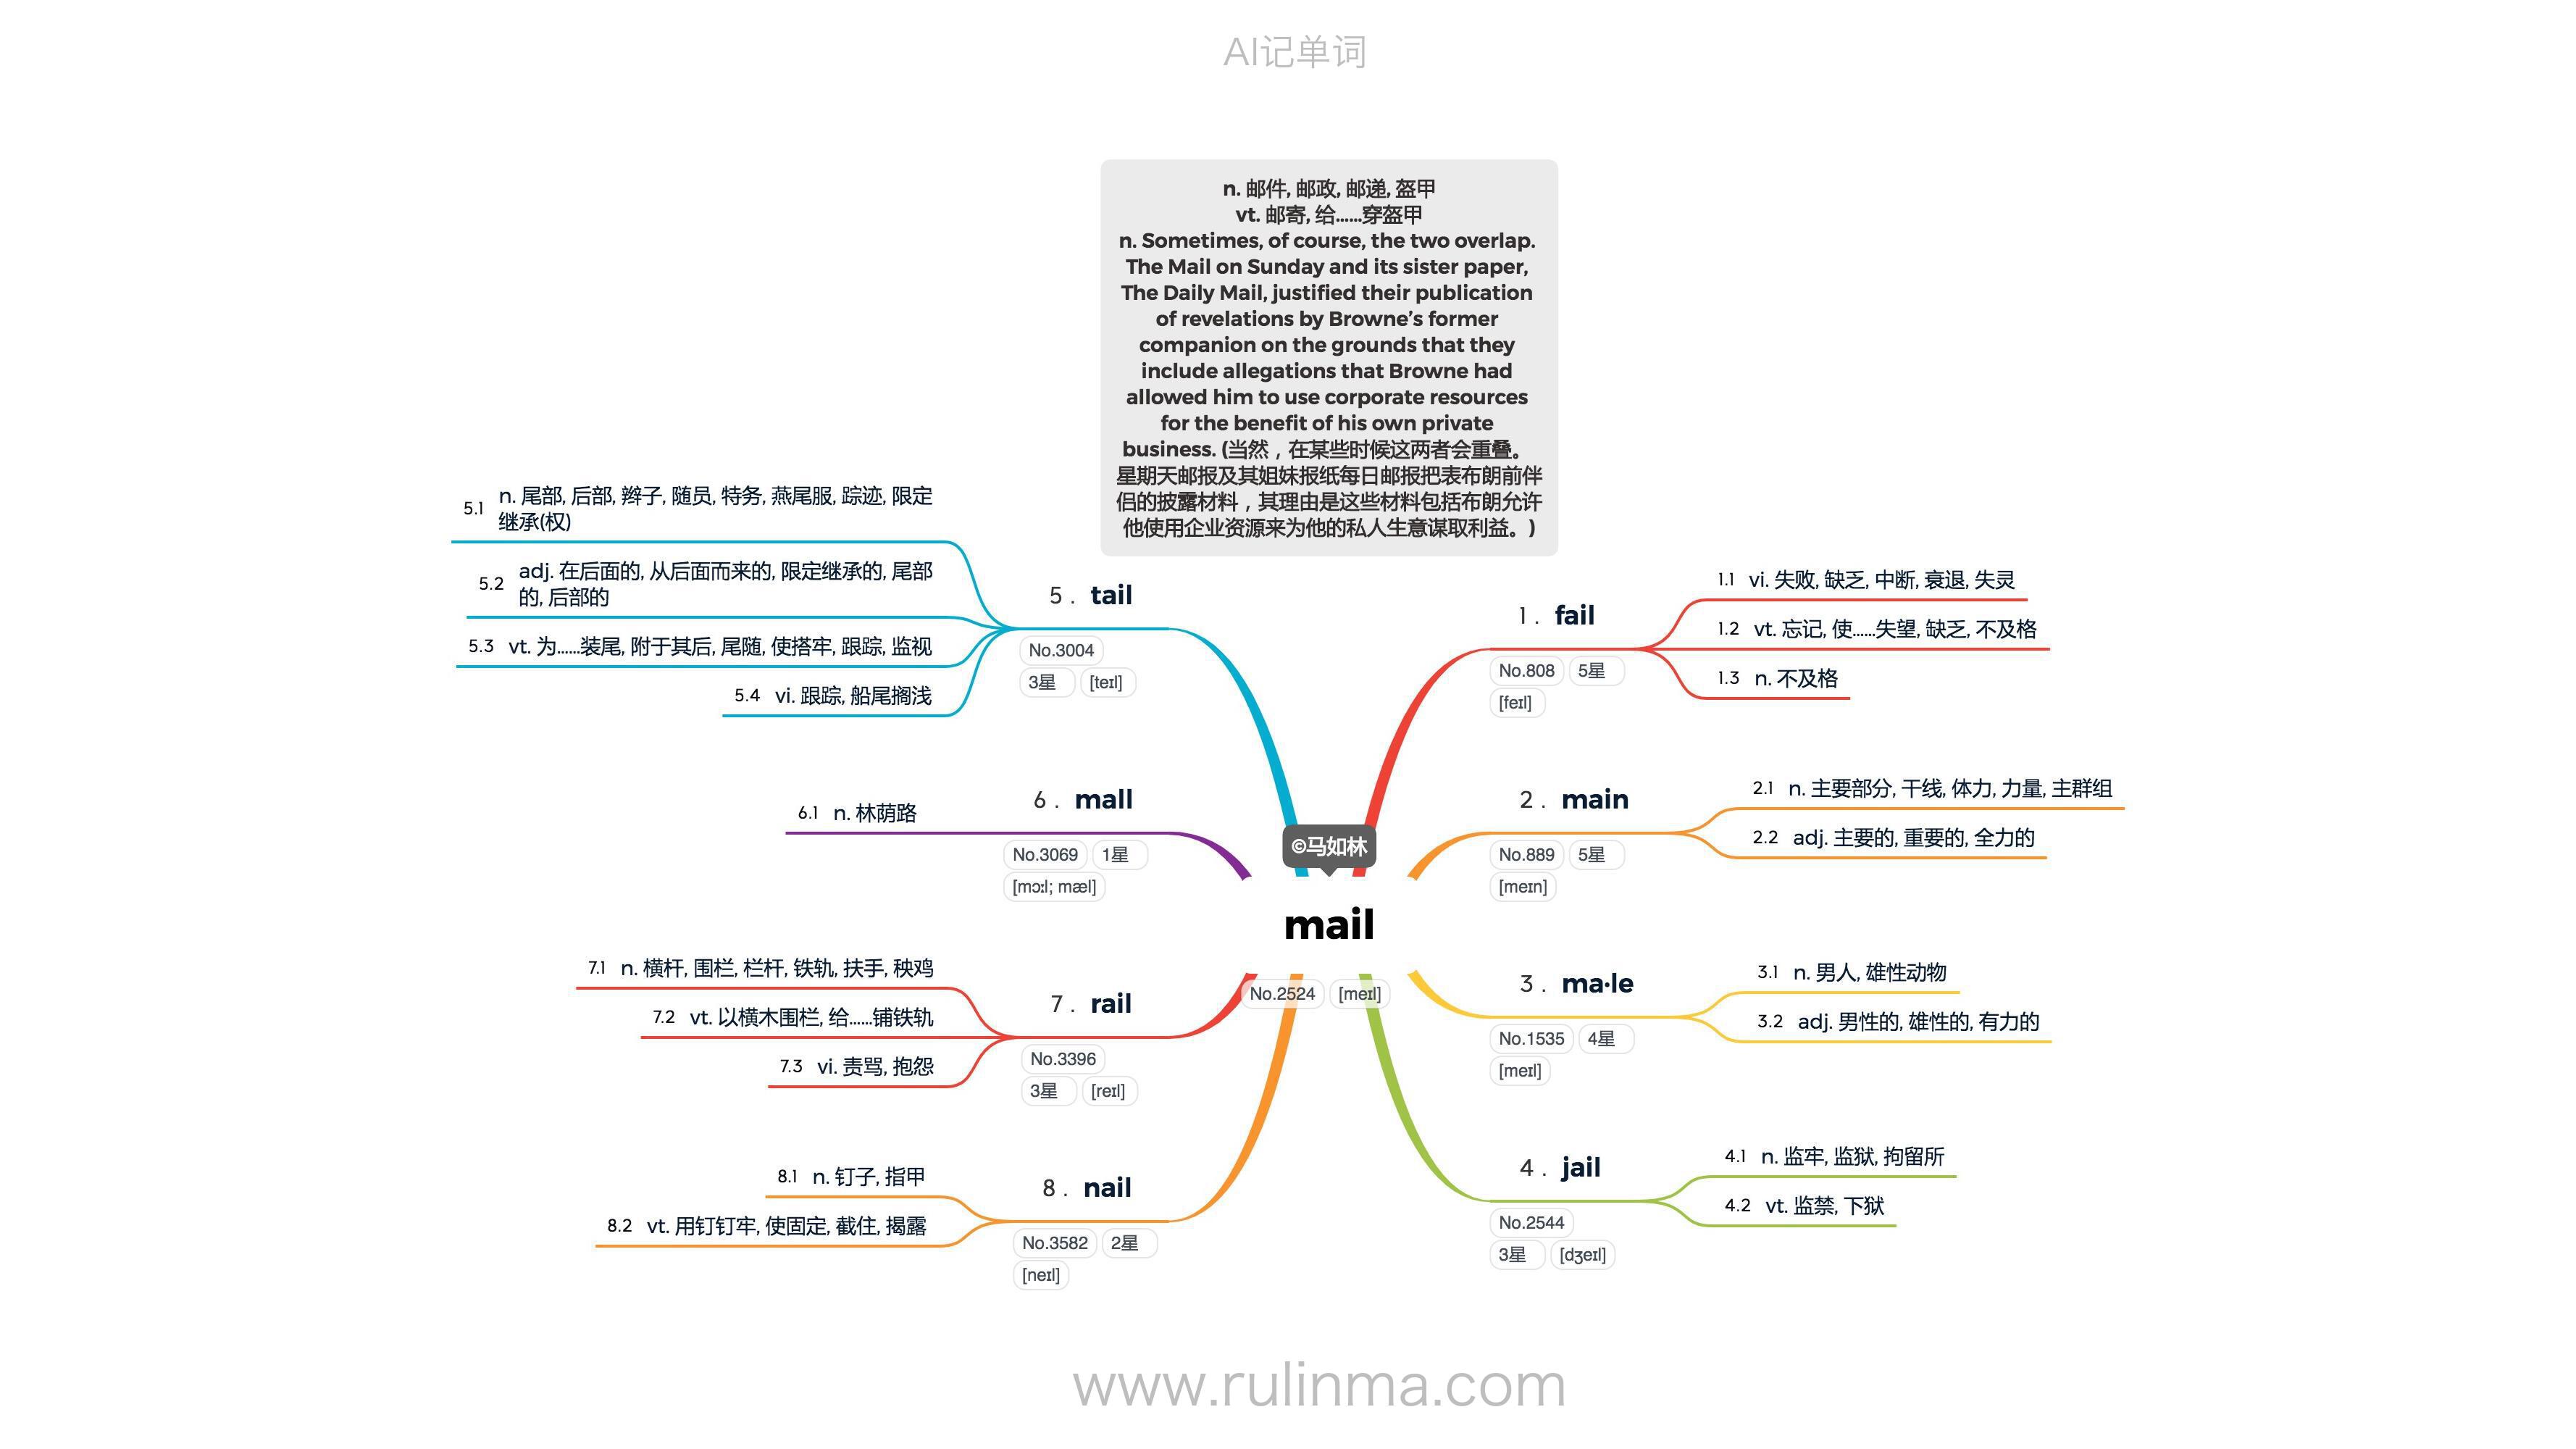 AI记单词
n. 邮件, 邮政, 邮递, 盔甲
vt. 邮寄, 给……穿盔甲
n. Sometimes, of course, the two overlap.
The Mail on Sunday and its sister paper,
The Daily Mail, justified their publication
of revelations by Browne’s former
companion on the grounds that they
include allegations that Browne had
allowed him to use corporate resources
for the benefit of his own private
business. (当然，在某些时候这两者会重叠。
星期天邮报及其姐妹报纸每日邮报把表布朗前伴
侣的披露材料，其理由是这些材料包括布朗允许
他使用企业资源来为他的私人生意谋取利益。)
©马如林
mail
No.2524 [meɪl]
1. fail
No.808 5星
[feɪl]
1.1 vi. 失败, 缺乏, 中断, 衰退, 失灵
1.2 vt. 忘记, 使……失望, 缺乏, 不及格
1.3 n. 不及格
2. main
No.889 5星
[meɪn]
2.1 n. 主要部分, 干线, 体力, 力量, 主群组
2.2 adj. 主要的, 重要的, 全力的
3. ma·le
No.1535 4星
[meɪl]
3.1 n. 男人, 雄性动物
3.2 adj. 男性的, 雄性的, 有力的
4. jail
No.2544
3星 [dʒeɪl]
4.1 n. 监牢, 监狱, 拘留所
4.2 vt. 监禁, 下狱
5. tail
No.3004
3星 [teɪl]
5.1 n. 尾部, 后部, 辫子, 随员, 特务, 燕尾服, 踪迹, 限定
继承(权)
5.2 adj. 在后面的, 从后面而来的, 限定继承的, 尾部
的, 后部的
5.3 vt. 为……装尾, 附于其后, 尾随, 使搭牢, 跟踪, 监视
5.4 vi. 跟踪, 船尾搁浅
6. mall
No.3069 1星
[mɔːl; mæl]
6.1 n. 林荫路
7. rail
No.3396
3星 [reɪl]
7.1 n. 横杆, 围栏, 栏杆, 铁轨, 扶手, 秧鸡
7.2 vt. 以横木围栏, 给……铺铁轨
7.3 vi. 责骂, 抱怨
8. nail
No.3582 2星
[neɪl]
8.1 n. 钉子, 指甲
8.2 vt. 用钉钉牢, 使固定, 截住, 揭露
www.rulinma.com